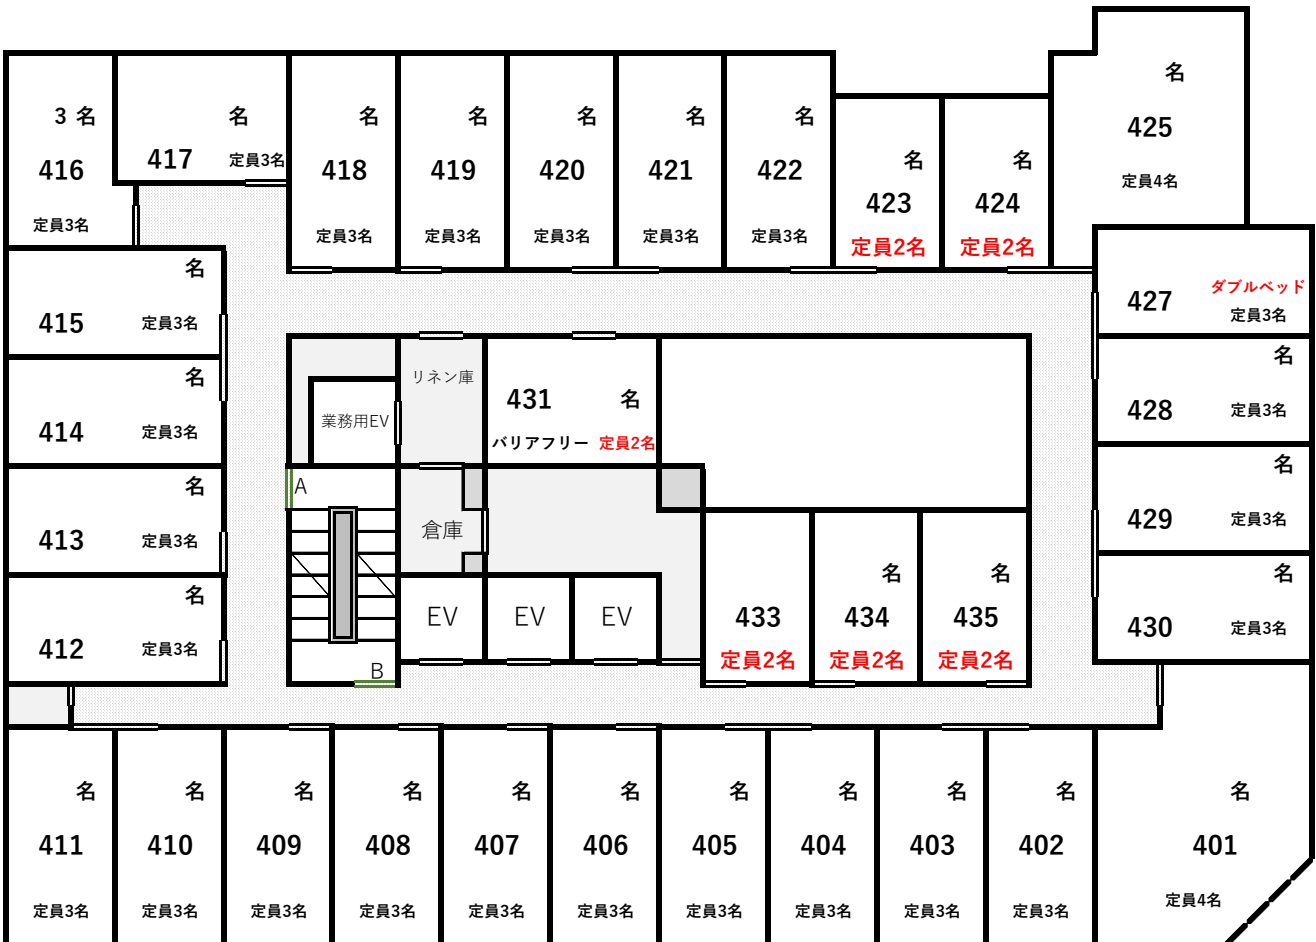 3 名
416
定員3名
名
417 定員3名
名
418
定員3名
名
419
定員3名
名
420
定員3名
名
421
定員3名
名
422
定員3名
名
423
定員2名
名
424
定員2名
名
425
定員4名
名
415 定員3名
名
414 定員3名
名
413 定員3名
名
412 定員3名
業務用EV
リネン庫
431 名
バリアフリー 定員2名
A
倉庫
B
EV
EV
EV
433
定員2名
名
434
定員2名
名
435
定員2名
ダブルベッド
427
定員3名
名
428 定員3名
名
429 定員3名
名
430 定員3名
名
411
定員3名
名
410
定員3名
名
409
定員3名
名
408
定員3名
名
407
定員3名
名
406
定員3名
名
405
定員3名
名
404
定員3名
名
403
定員3名
名
402
定員3名
名
401
定員4名